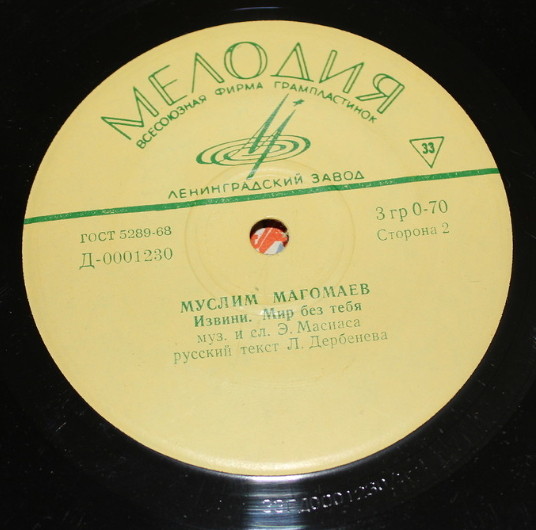 МЕЛОДИЯ
ВСЕСОЮЗНАЯ ФИРМА ГРАМПЛАСТИНОК
33
ЛЕНИНГРАДСКИЙ ЗАВОД
ГОСТ 5289-68
3 гр 0-70
Д-0001230
Сторона 2
МУСЛИМ МАГОМАЕВ
Извини. Мир без тебя
муз. и сл. Э. Масиаса
русский текст Л. Дербенева